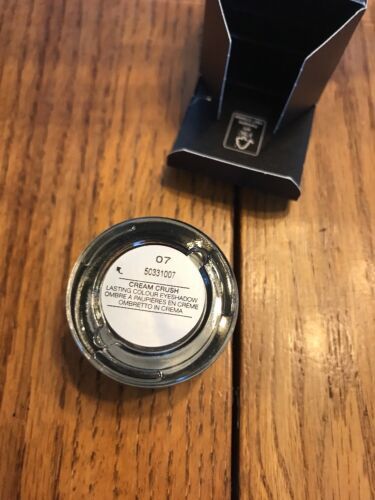 07
50331007
CREAM CRUSH
LASTING COLOUR EYESHADOW
OMBRE À PAUPIÈRES EN CRÈME
OMBRETTO IN CREMA